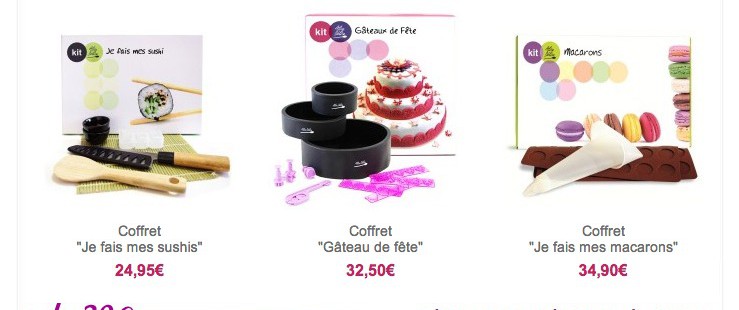 kit
Je fais mes sushi
kit
Gâteaux de Fête
kit
Macarons
Coffret
"Je fais mes sushis"
24,95€
Coffret
"Gâteau de fête"
32,50€
Coffret
"Je fais mes macarons"
34,90€